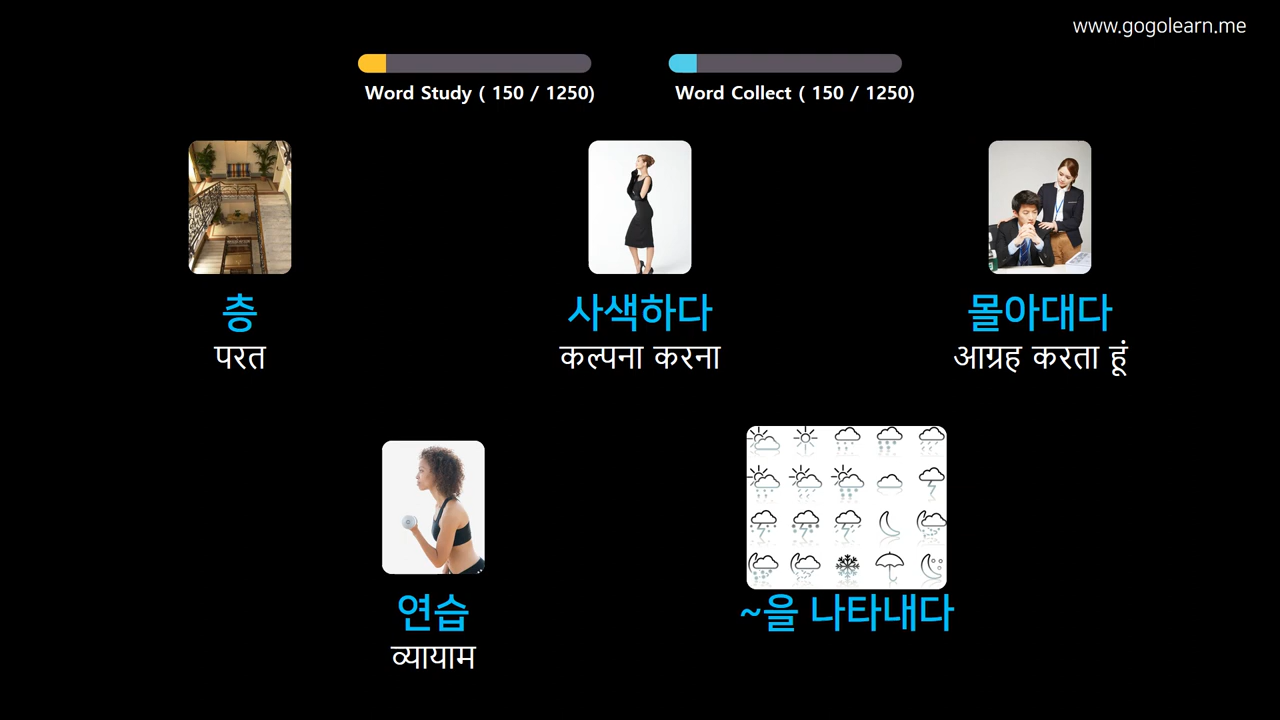 www.gogolearn.me
Word Study ( 150 / 1250)
Word Collect ( 150 / 1250)
층
परत
사색하다
कल्पना करना
몰아대다
आग्रह करता हूं
연습
व्यायाम
~을 나타내다